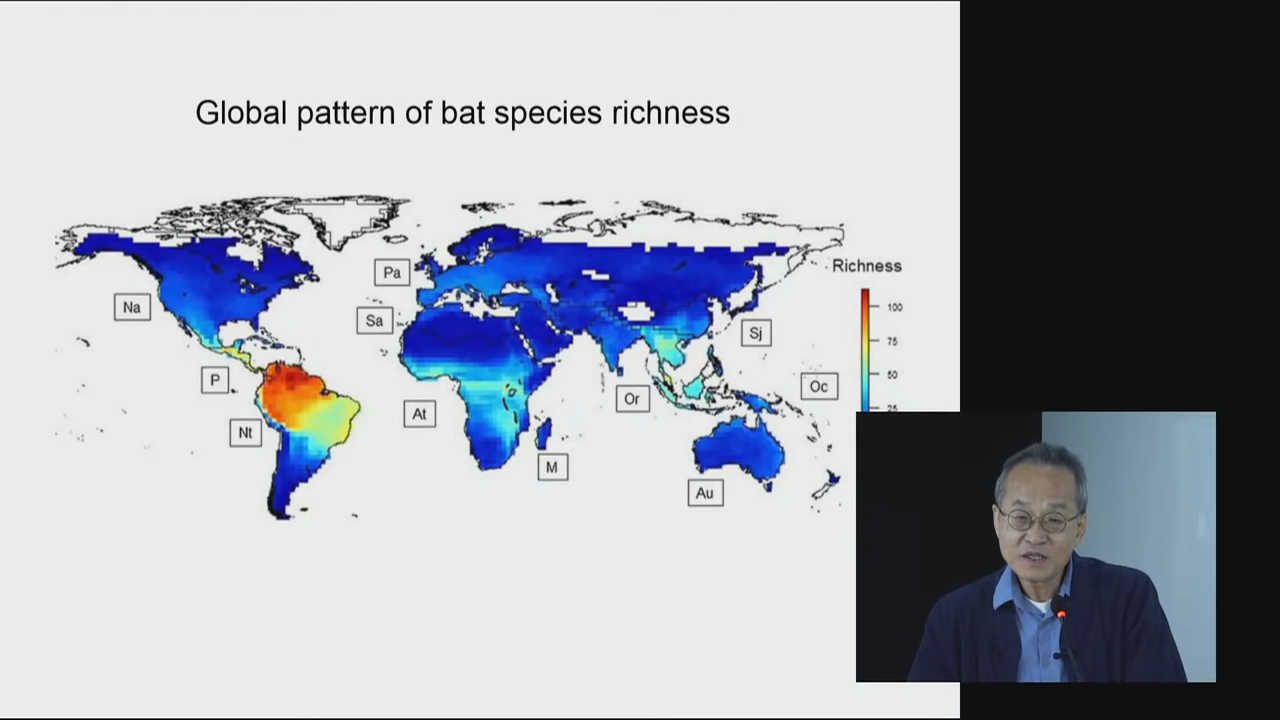 Global pattern of bat species richness
Richness
Pa
Na
100
Sa
Sj
75
P
50
Or
Oc
25
At
Nt
M
Au